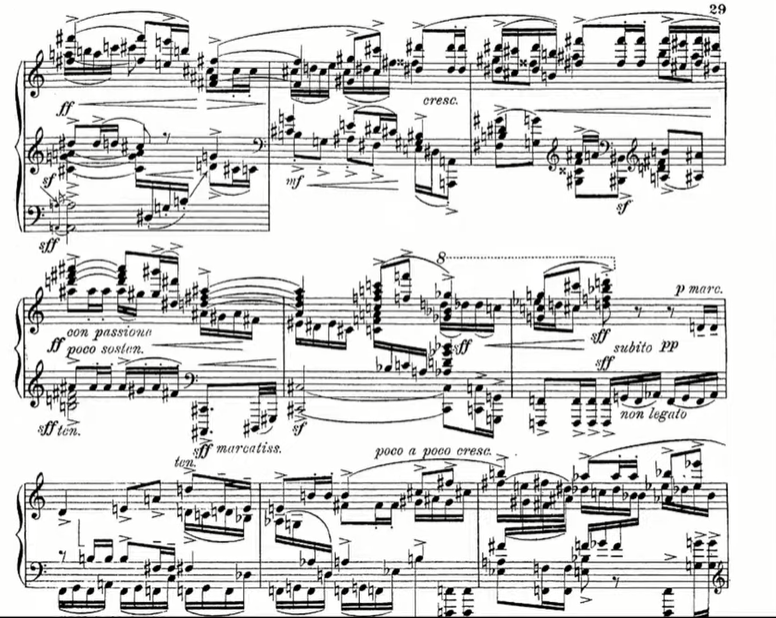 29
ff
cresc.
sf
mf
sf
sff
8
p marc.
con passione
ff poco sosten.
sff
sff
subito pp
sff ten.
sf
non legato
sff marcatiss.
ten.
poco a poco cresc.